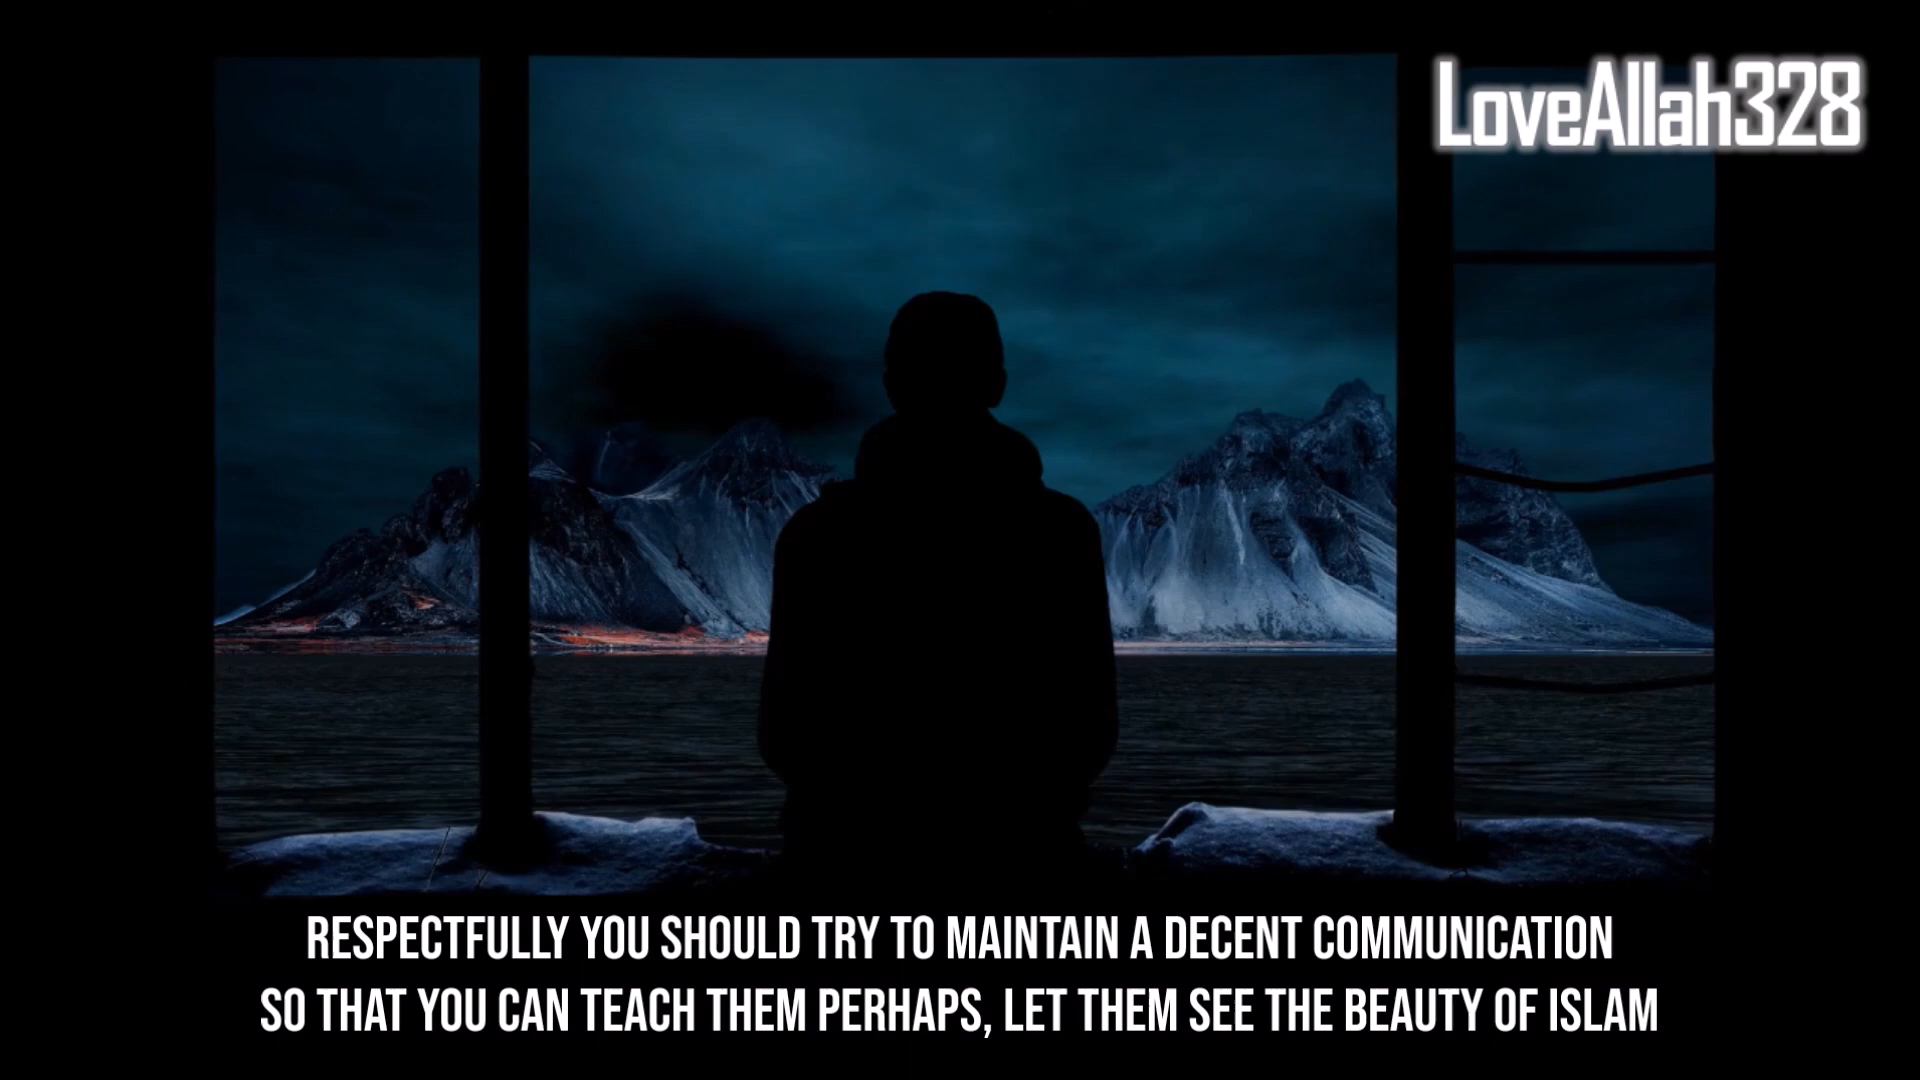 LoveAllah328
RESPECTFULLY YOU SHOULD TRY TO MAINTAIN A DECENT COMMUNICATION
SO THAT YOU CAN TEACH THEM PERHAPS, LET THEM SEE THE BEAUTY OF ISLAM